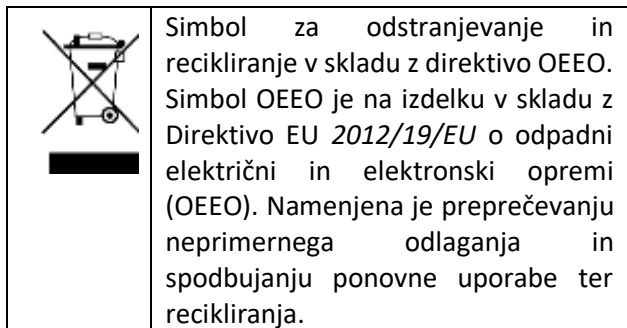 Simbol za odstranjevanje in
recikliranje v skladu z direktivo OEEO.
Simbol OEEO je na izdelku v skladu z
Direktivo EU 2012/19/EU o odpadni
električni in elektronski opremi
(OEEO). Namenjena je preprečevanju
neprimernega odlaganja in
spodbujanju ponovne uporabe ter
recikliranja.